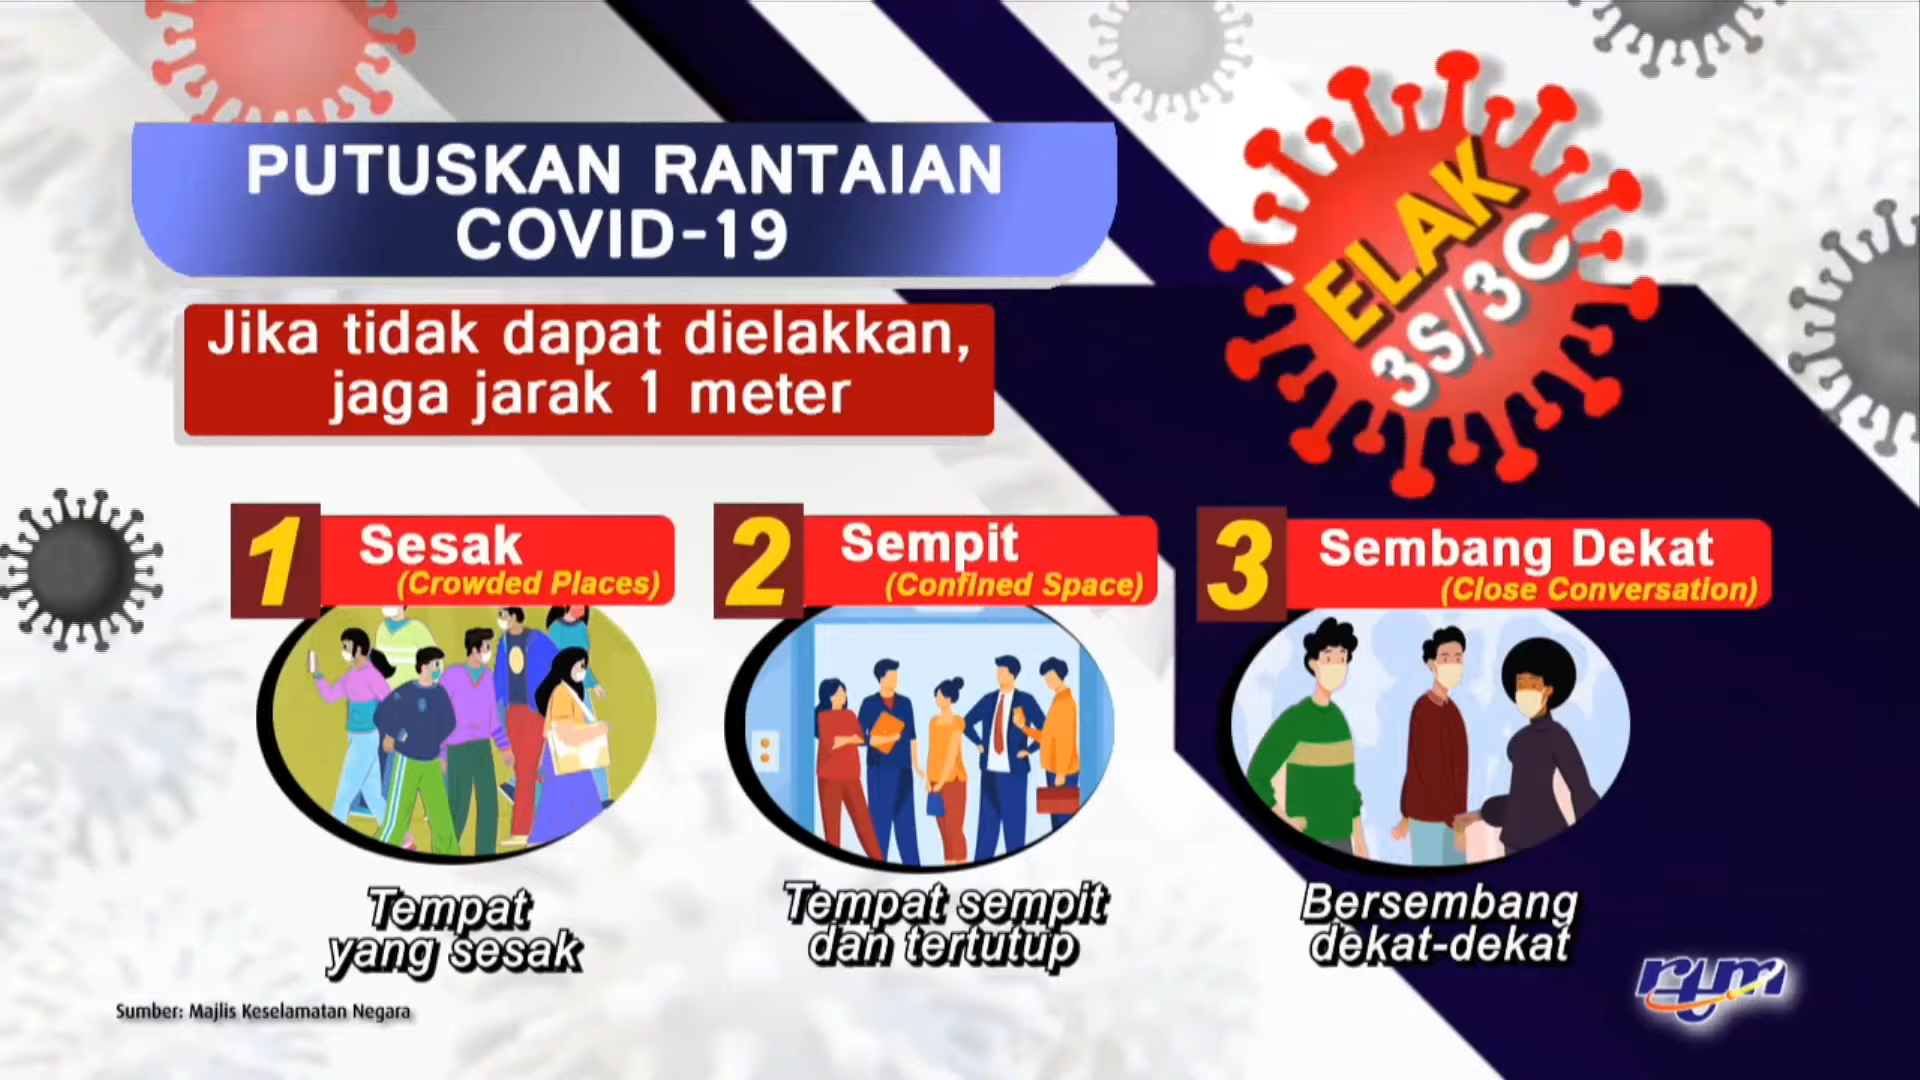 PUTUSKAN RANTAIAN
COVID-19
Jika tidak dapat dielakkan,
jaga jarak 1 meter
ELAK
3S/3C
1
Sesak
(Crowded Places)
Tempat
yang sesak
2
Sempit
(Confined Space)
Tempat sempit
dan tertutup
3
Sembang Dekat
(Close Conversation)
Bersembang
dekat-dekat
Sumber: Majlis Keselamatan Negara
rtm